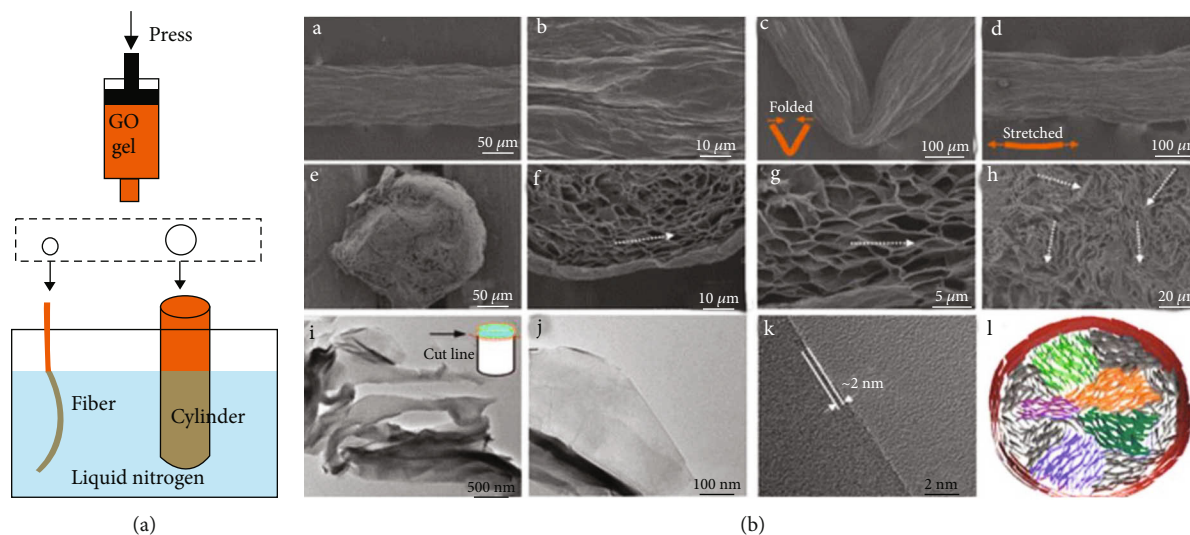 Press
GO
gel
Fiber
Cylinder
Liquid nitrogen
(a)
a
50 μm
b
10 μm
c
Folded
100 μm
d
Stretched
100 μm
e
50 μm
f
10 μm
g
5 μm
h
20 μm
i
Cut line
500 nm
j
100 nm
k
~2 nm
2 nm
l
(b)